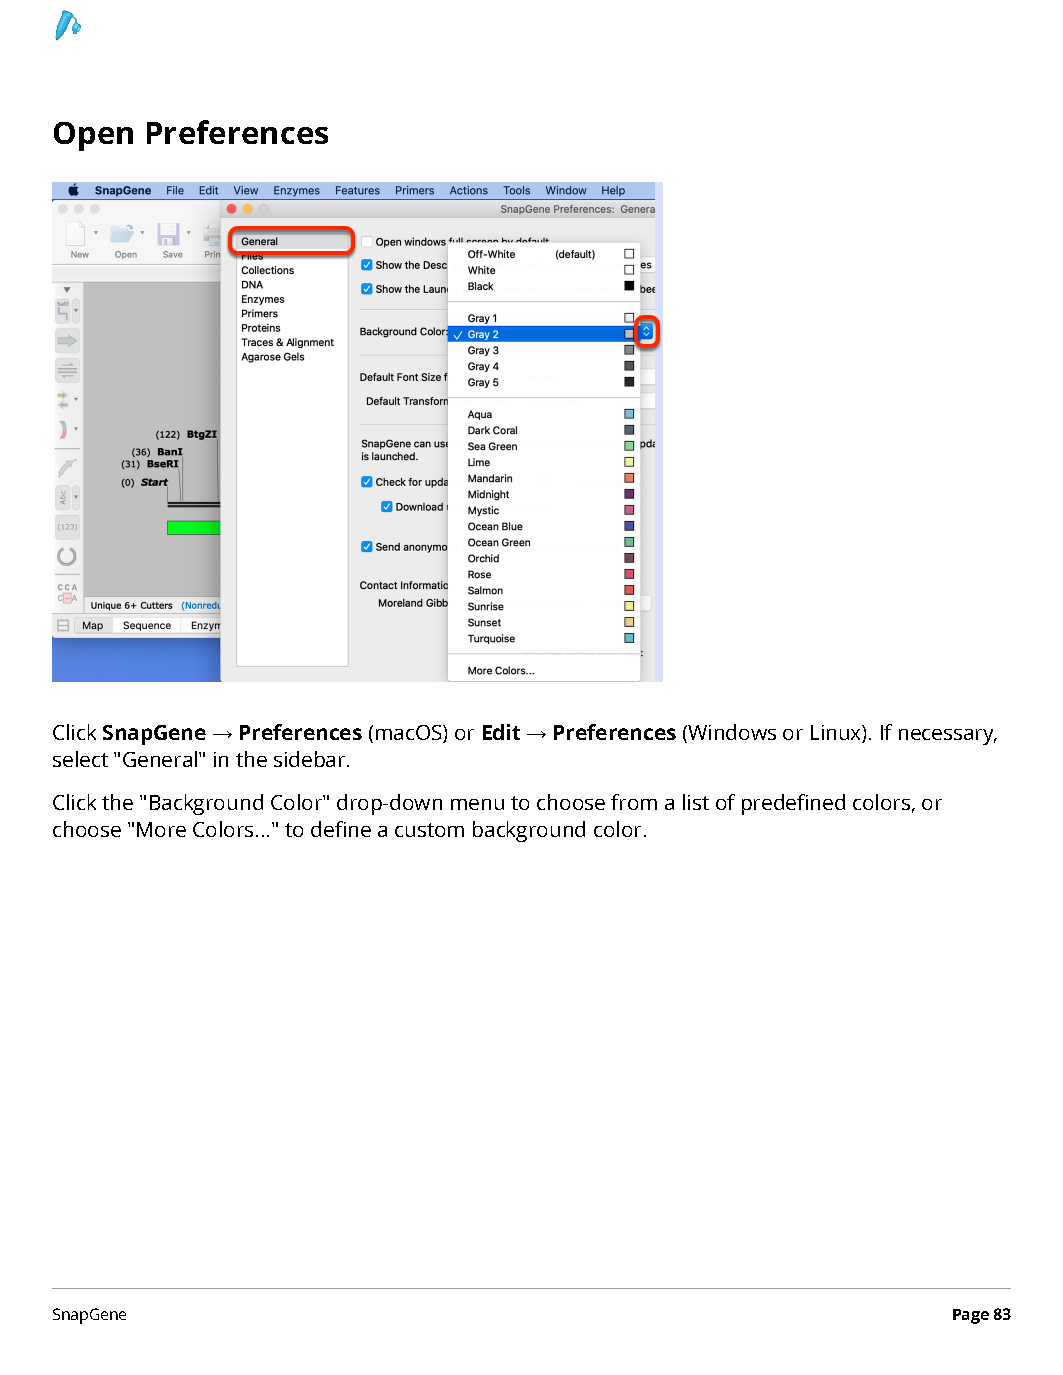 Open Preferences
SnapGene File Edit View Enzymes Features Primers Actions Tools Window Help
SnapGene Preferences: Genera
New Open Save Prin
General
Files
Collections
DNA
Enzymes
Primers
Proteins
Traces & Alignment
Agarose Gels
Open windows full screen by default
Show the Desc
Show the Laun
Background Color:
Default Font Size f
Default Transform
SnapGene can use
is launched.
Check for upda
Download
Send anonymo
Contact Informatio
Moreland Gibb
Off-White (default)
White
Black
Gray 1
✓ Gray 2
Gray 3
Gray 4
Gray 5
Aqua
Dark Coral
Sea Green
Lime
Mandarin
Midnight
Mystic
Ocean Blue
Ocean Green
Orchid
Rose
Salmon
Sunrise
Sunset
Turquoise
More Colors...
(122) BtgZI
(36) BanI
(31) BseRI
(0) Start
Abc
(123)
CCA
C–A
Unique 6+ Cutters (Nonredu
Map Sequence Enzym
Click SnapGene → Preferences (macOS) or Edit → Preferences (Windows or Linux). If necessary,
select "General" in the sidebar.
Click the "Background Color" drop-down menu to choose from a list of predefined colors, or
choose "More Colors..." to define a custom background color.
SnapGene Page 83